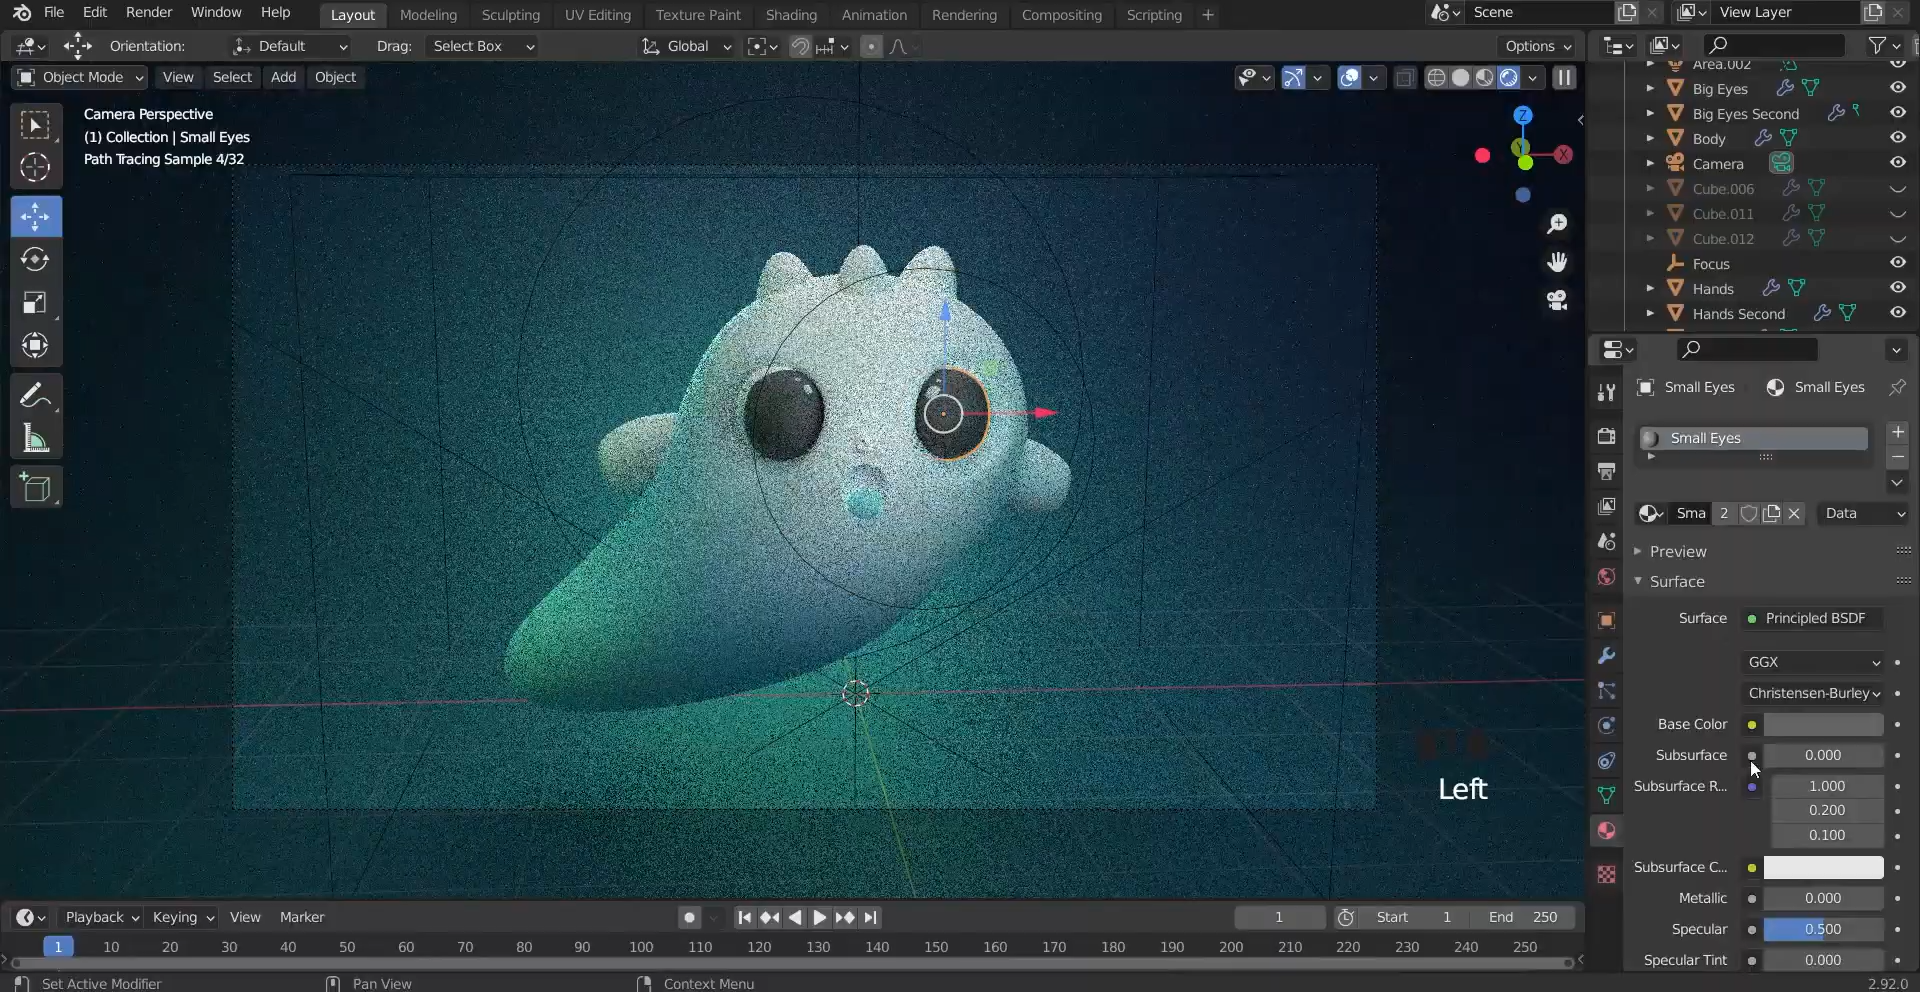 File Edit Render Window Help Layout Modeling Sculpting UV Editing Texture Paint Shading Animation Rendering Compositing Scripting + Scene View Layer
Orientation: Default Drag: Select Box Global Options
Object Mode View Select Add Object
Camera Perspective
(1) Collection | Small Eyes
Path Tracing Sample 4/32
Z
X
Left
Area.002
Big Eyes
Big Eyes Second
Body
Camera
Cube.006
Cube.011
Cube.012
Focus
Hands
Hands Second
Small Eyes Small Eyes
Small Eyes
Sma 2 Data
Preview
Surface
Surface Principled BSDF
GGX
Christensen-Burley
Base Color
Subsurface 0.000
Subsurface R... 1.000
0.200
0.100
Subsurface C...
Metallic 0.000
Specular 0.500
Specular Tint 0.000
Playback Keying View Marker 1 Start 1 End 250
1 10 20 30 40 50 60 70 80 90 100 110 120 130 140 150 160 170 180 190 200 210 220 230 240 250
Set Active Modifier Pan View Context Menu 2.92.0